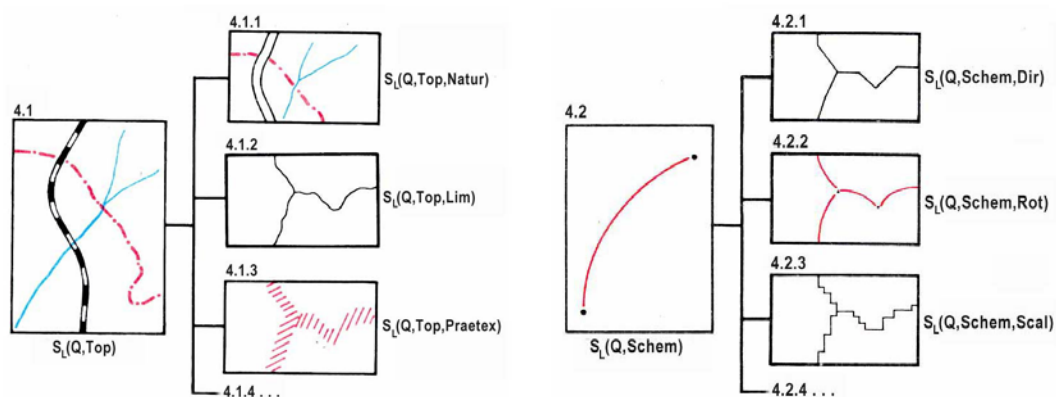 4.1
S_L(Q,Top)
4.1.1
S_L(Q,Top,Natur)
4.1.2
S_L(Q,Top,Lim)
4.1.3
S_L(Q,Top,Praetex)
4.1.4 . . .
4.2
S_L(Q,Schem)
4.2.1
S_L(Q,Schem,Dir)
4.2.2
S_L(Q,Schem,Rot)
4.2.3
S_L(Q,Schem,Scal)
4.2.4 . . .